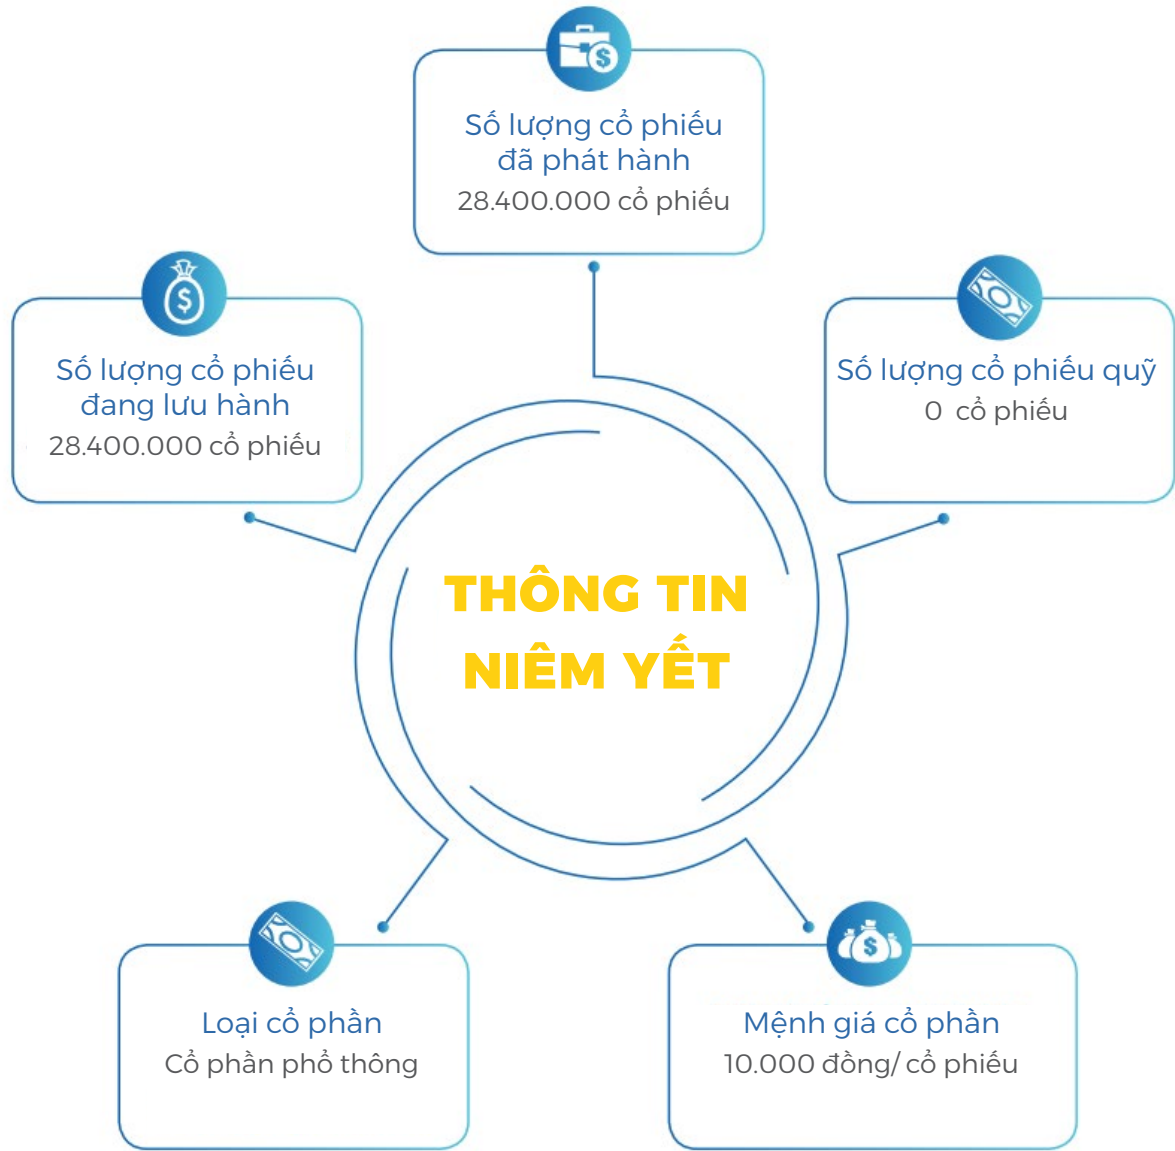 Số lượng cổ phiếu
đã phát hành
28.400.000 cổ phiếu
Số lượng cổ phiếu
đang lưu hành
28.400.000 cổ phiếu
Số lượng cổ phiếu quỹ
0 cổ phiếu
THÔNG TIN
NIÊM YẾT
Loại cổ phần
Cổ phần phổ thông
Mệnh giá cổ phần
10.000 đồng/ cổ phiếu